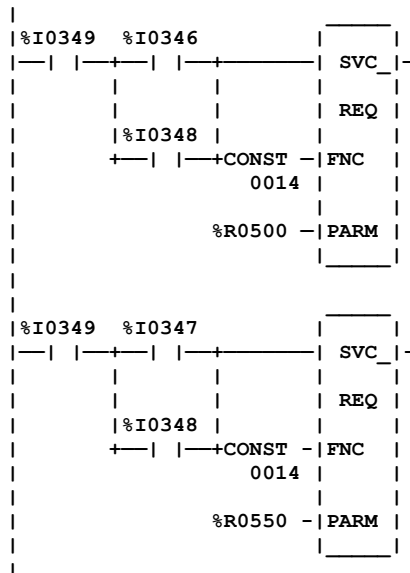 %I0349 %I0346
SVC_
REQ
%I0348
CONST FNC
0014
%R0500 PARM
%I0349 %I0347
SVC_
REQ
%I0348
CONST FNC
0014
%R0550 PARM